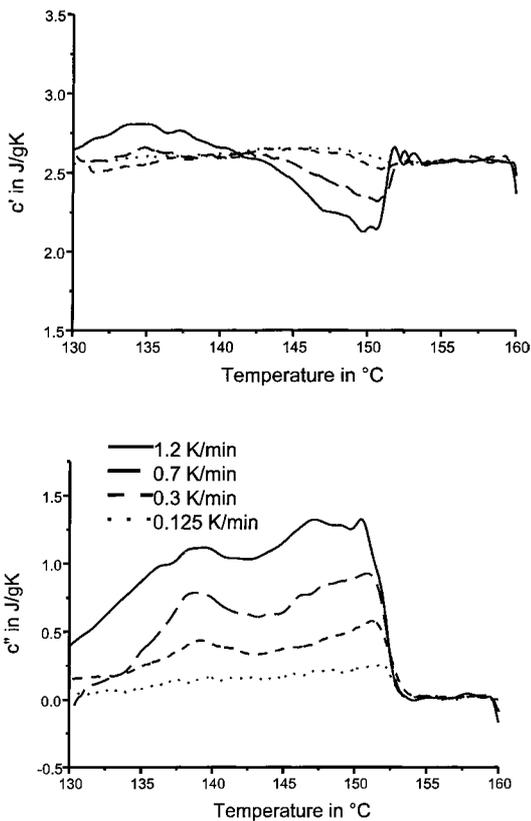 3.5
3.0
2.5
2.0
1.5
c' in J/gK
130 135 140 145 150 155 160
Temperature in °C
1.2 K/min
0.7 K/min
0.3 K/min
0.125 K/min
1.5
1.0
0.5
0.0
-0.5
c" in J/gK
130 135 140 145 150 155 160
Temperature in °C